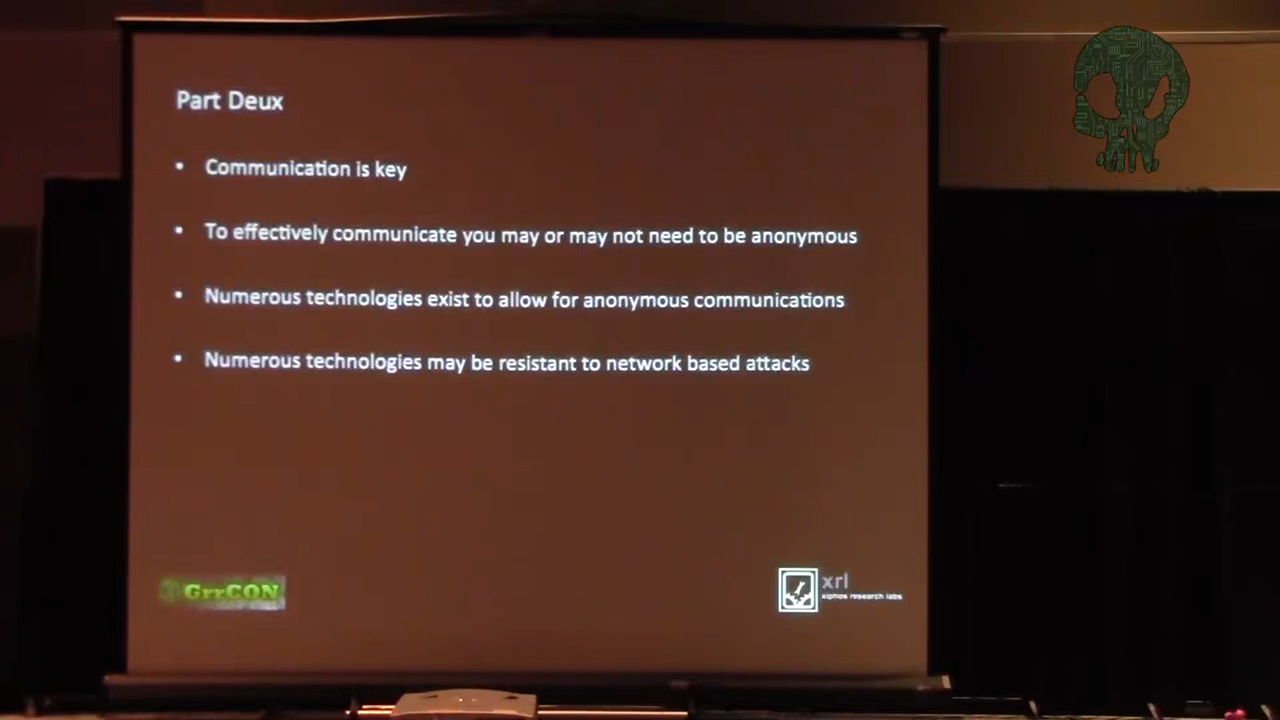 Part Deux
• Communication is key
• To effectively communicate you may or may not need to be anonymous
• Numerous technologies exist to allow for anonymous communications
• Numerous technologies may be resistant to network based attacks
GrrCON
xrl
xiphos research labs